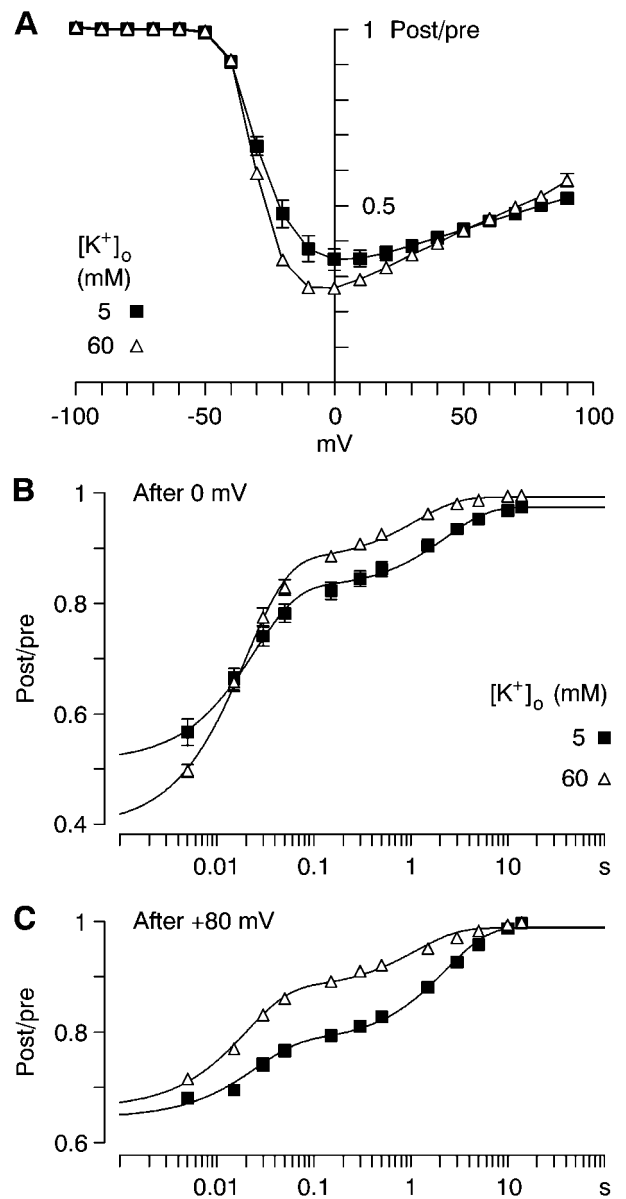 A
1 Post/pre
0.5
[K+]o
(mM)
5
60
-100 -50 0 50 100
mV
B
After 0 mV
1
0.8
0.6
0.4
Post/pre
[K+]o (mM)
5
60
0.01 0.1 1 10 s
C
After +80 mV
1
0.8
0.6
Post/pre
0.01 0.1 1 10 s